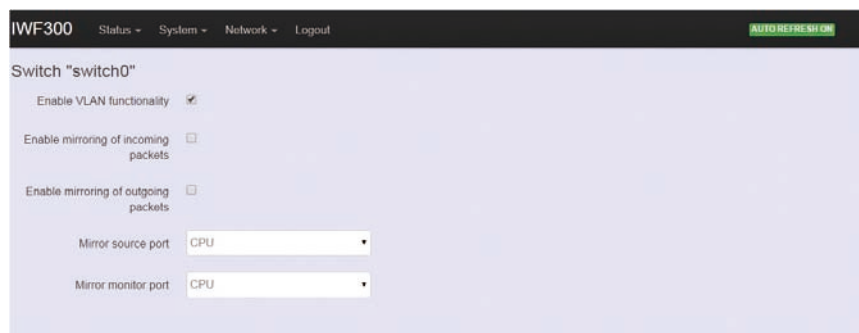 IWF300 Status System Network Logout AUTO REFRESH ON
Switch "switch0"
Enable VLAN functionality
Enable mirroring of incoming
packets
Enable mirroring of outgoing
packets
Mirror source port CPU
Mirror monitor port CPU